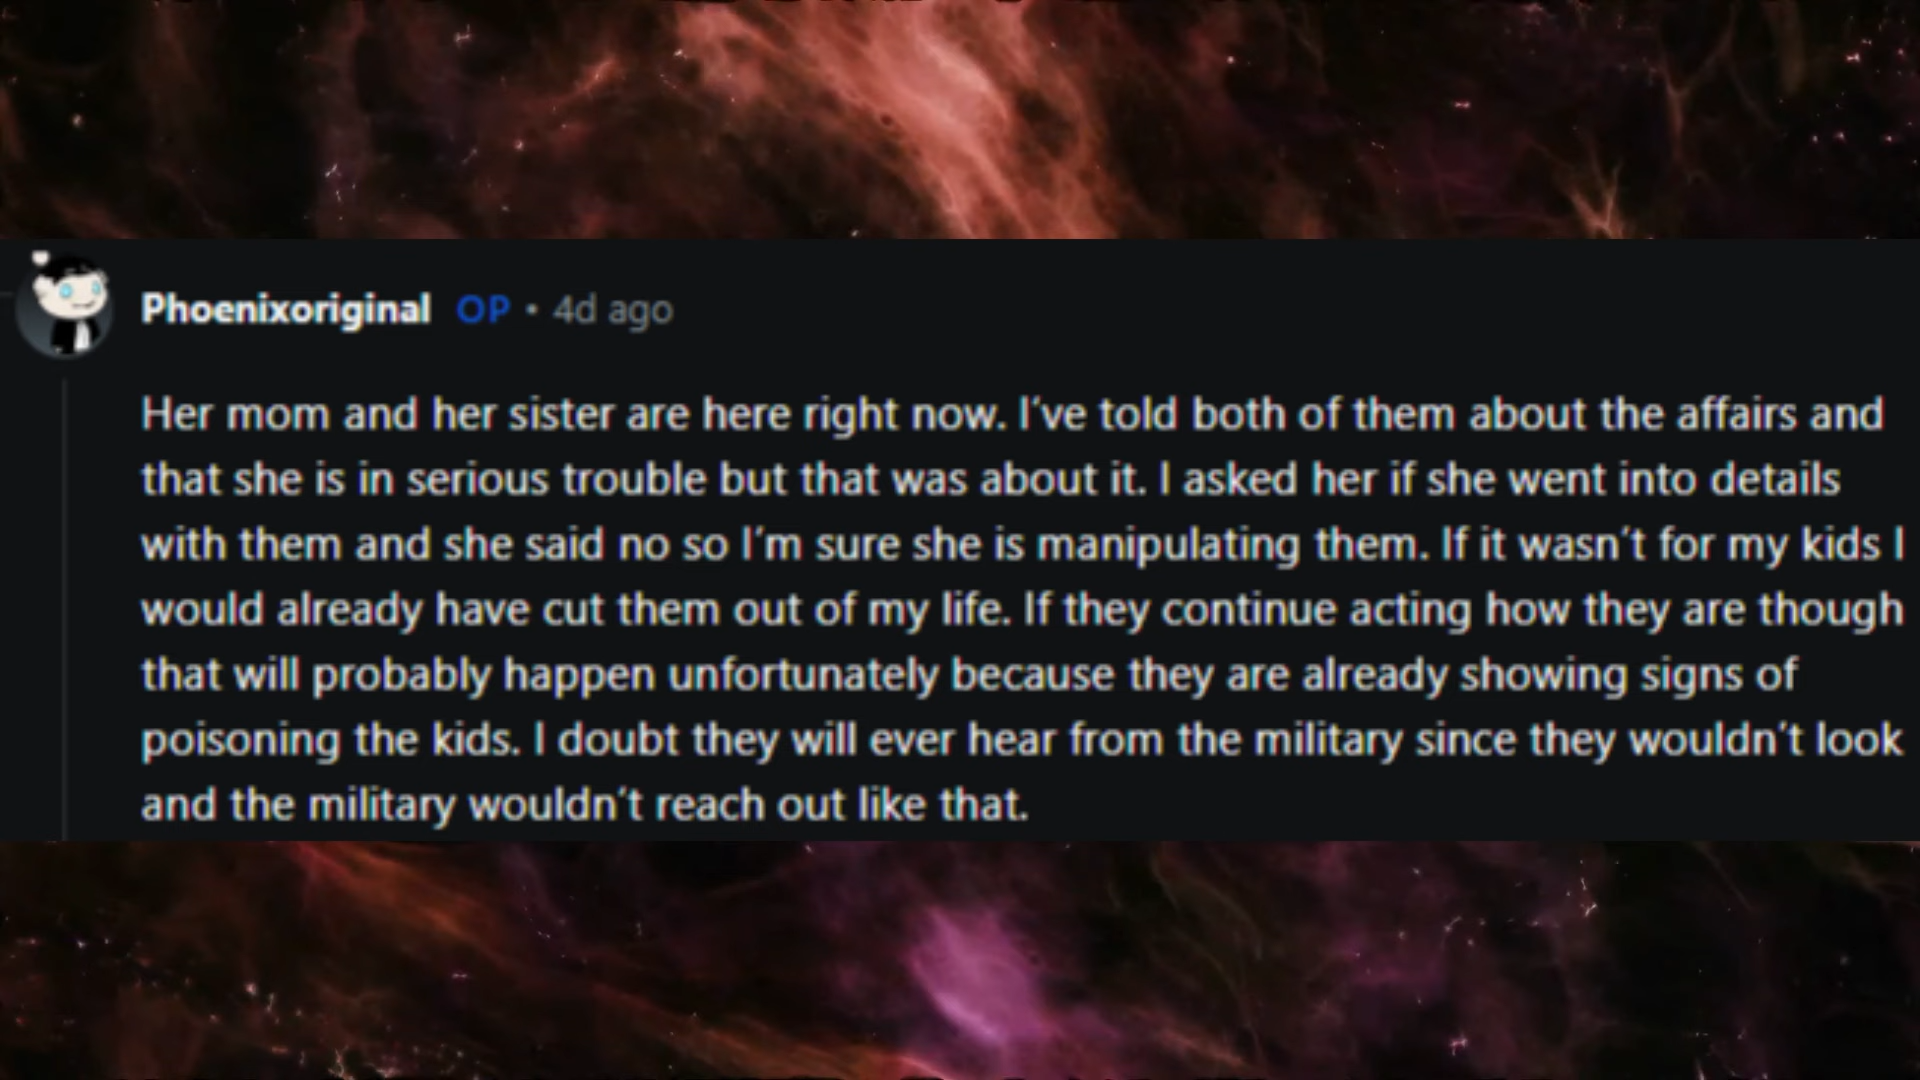 Phoenixoriginal OP • 4d ago
Her mom and her sister are here right now. I've told both of them about the affairs and
that she is in serious trouble but that was about it. I asked her if she went into details
with them and she said no so I'm sure she is manipulating them. If it wasn't for my kids I
would already have cut them out of my life. If they continue acting how they are though
that will probably happen unfortunately because they are already showing signs of
poisoning the kids. I doubt they will ever hear from the military since they wouldn't look
and the military wouldn't reach out like that.